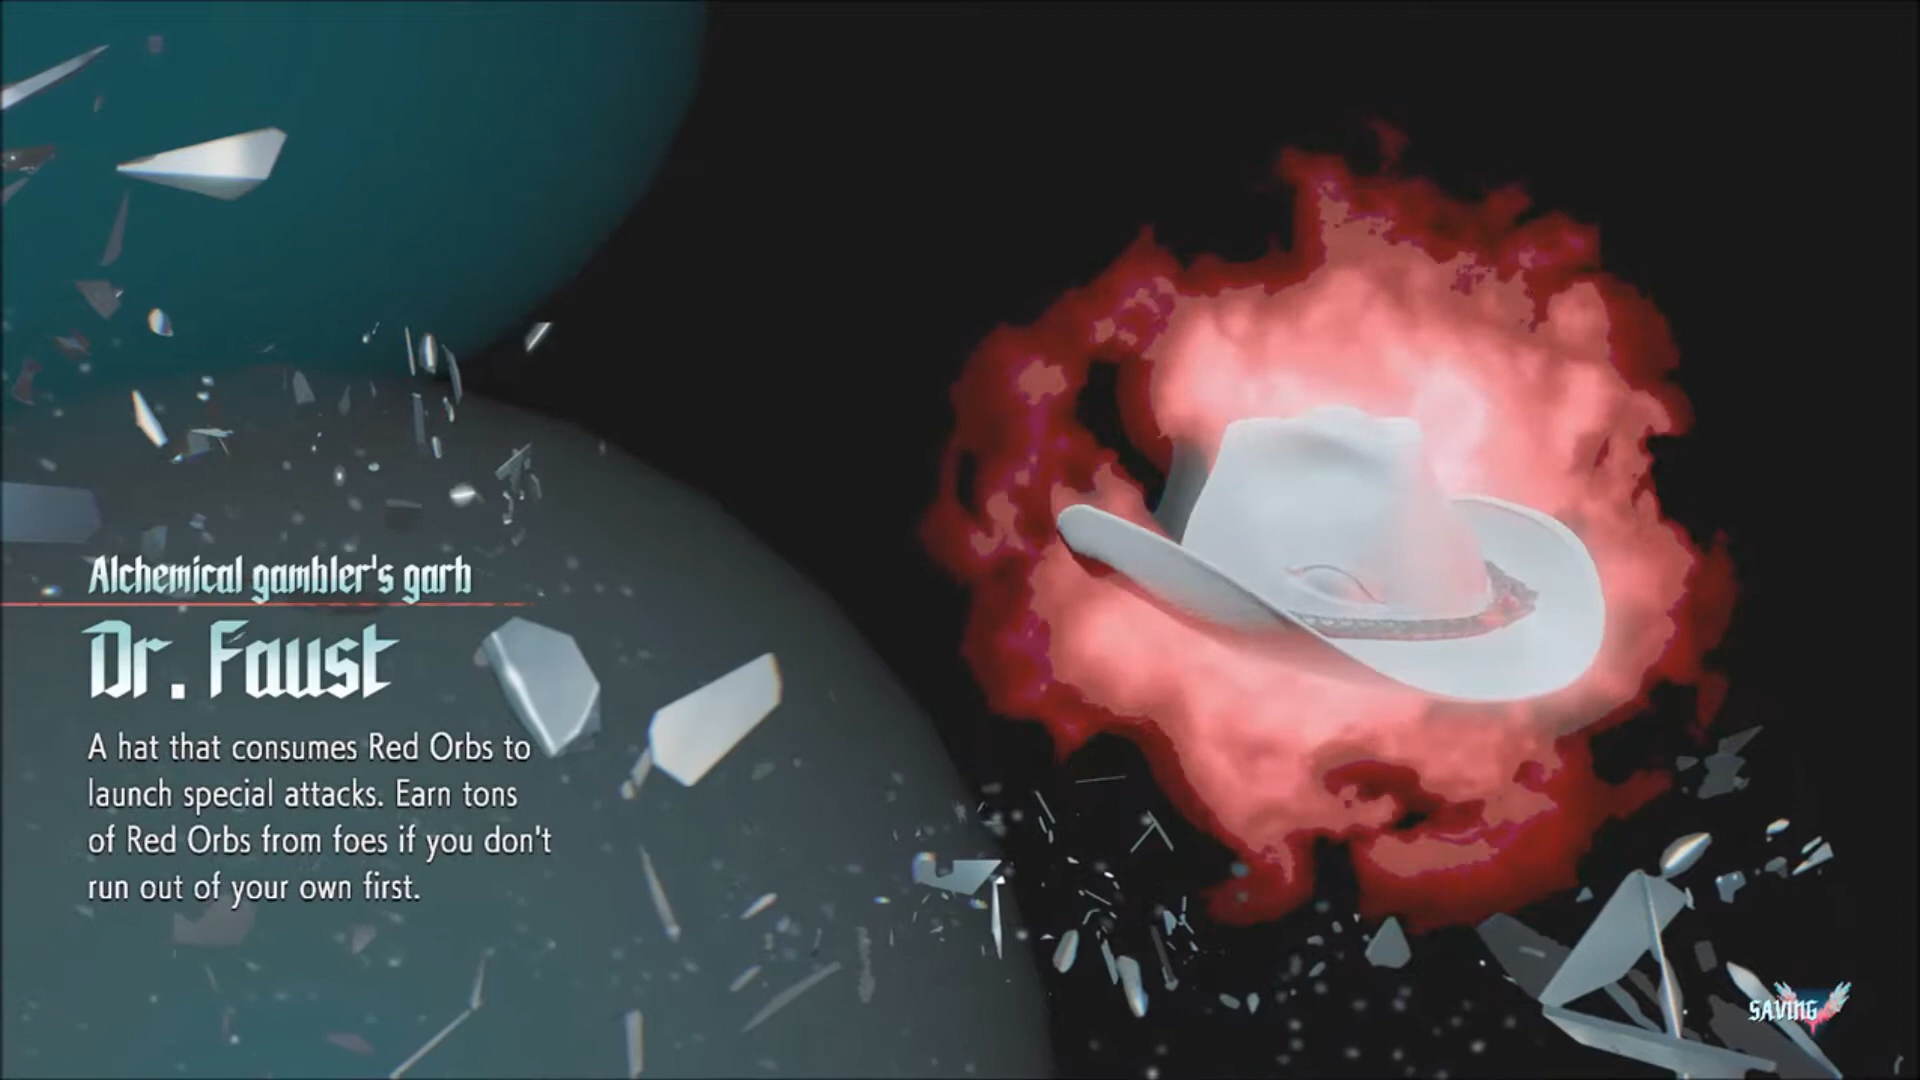 Alchemical gambler's garb
Dr. Faust
A hat that consumes Red Orbs to
launch special attacks. Earn tons
of Red Orbs from foes if you don't
run out of your own first.
SAVING